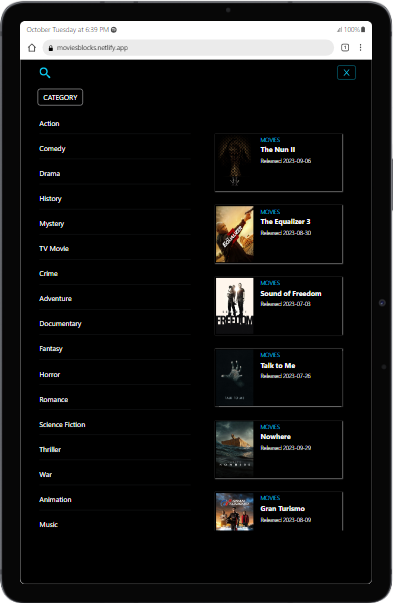 October Tuesday at 6:39 PM
100%
moviesblocks.netlify.app
1
X
CATEGORY
Action
Comedy
Drama
History
Mystery
TV Movie
Crime
Adventure
Documentary
Fantasy
Horror
Romance
Science Fiction
Thriller
War
Animation
Music
MOVIES
The Nun II
Released 2023-09-06
MOVIES
The Equalizer 3
Released 2023-08-30
EQUALIZER
MOVIES
Sound of Freedom
Released 2023-07-03
FREEDOM
MOVIES
Talk to Me
Released 2023-07-26
MOVIES
Nowhere
Released 2023-09-29
NOWHERE
MOVIES
Gran Turismo
Released 2023-08-09